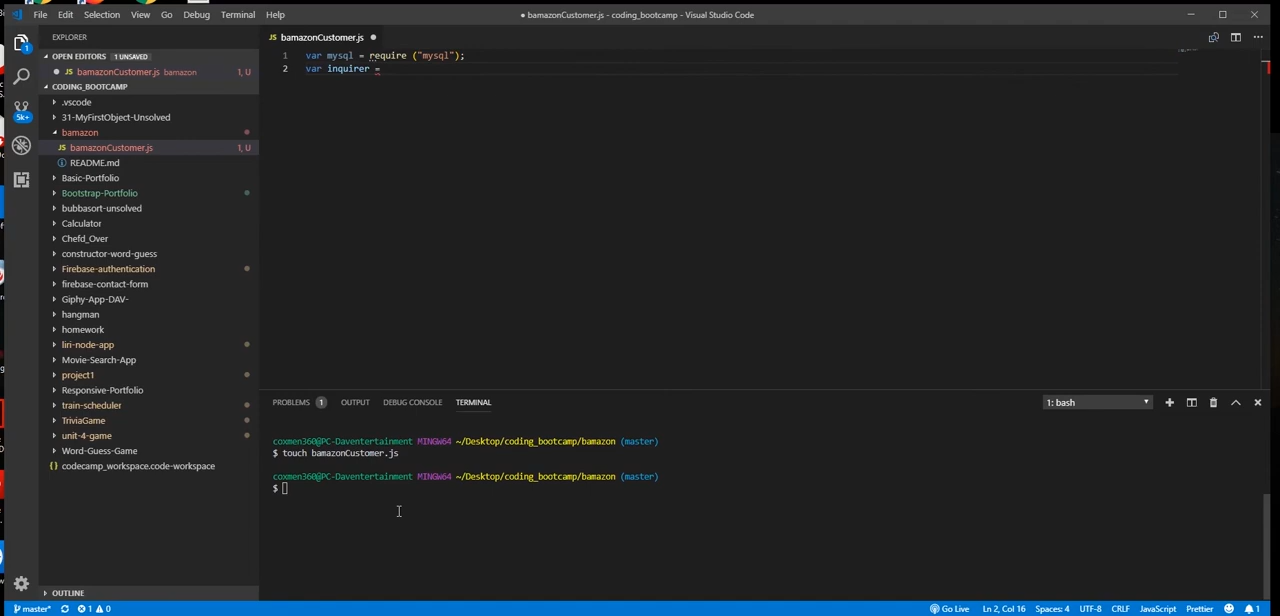 File Edit Selection View Go Debug Terminal Help
● bamazonCustomer.js - coding_bootcamp - Visual Studio Code
EXPLORER
JS bamazonCustomer.js ●
OPEN EDITORS 1 UNSAVED
JS bamazonCustomer.js bamazon 1, U
CODING_BOOTCAMP
.vscode
31-MyFirstObject-Unsolved
bamazon
JS bamazonCustomer.js 1, U
README.md
Basic-Portfolio
Bootstrap-Portfolio
bubbasort-unsolved
Calculator
Chefd_Over
constructor-word-guess
Firebase-authentication
firebase-contact-form
Giphy-App-DAV-
hangman
homework
liri-node-app
Movie-Search-App
project1
Responsive-Portfolio
train-scheduler
TriviaGame
unit-4-game
Word-Guess-Game
{} codecamp_workspace.code-workspace
OUTLINE
1
5k+
1 var mysql = require ("mysql");
2 var inquirer =
PROBLEMS 1 OUTPUT DEBUG CONSOLE TERMINAL
1: bash
coxmen360@PC-Daventertainment MINGW64 ~/Desktop/coding_bootcamp/bamazon (master)
$ touch bamazonCustomer.js
coxmen360@PC-Daventertainment MINGW64 ~/Desktop/coding_bootcamp/bamazon (master)
$
master* 1 0
Go Live Ln 2, Col 16 Spaces: 4 UTF-8 CRLF JavaScript Prettier 1